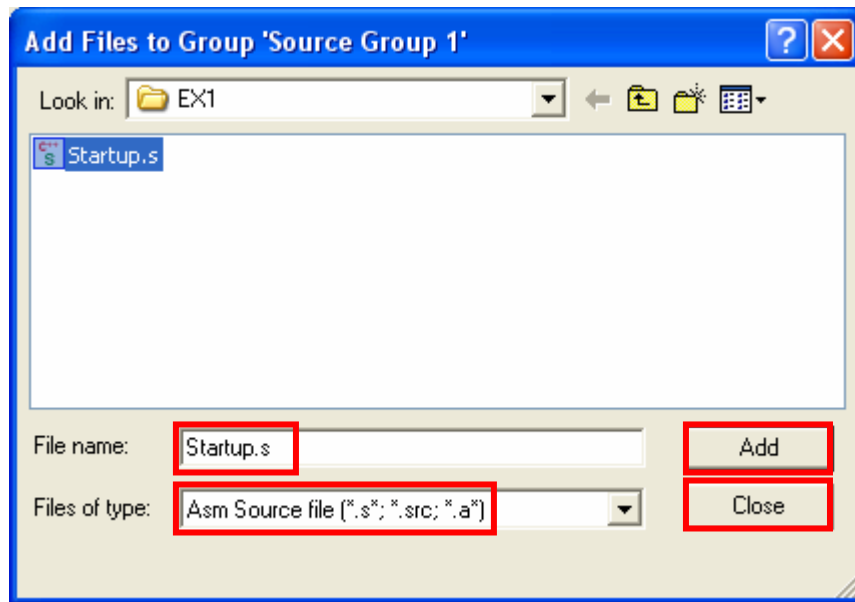 Add Files to Group 'Source Group 1'
Look in: EX1
Startup.s
File name: Startup.s Add
Files of type: Asm Source file (*.s*; *.src; *.a*) Close